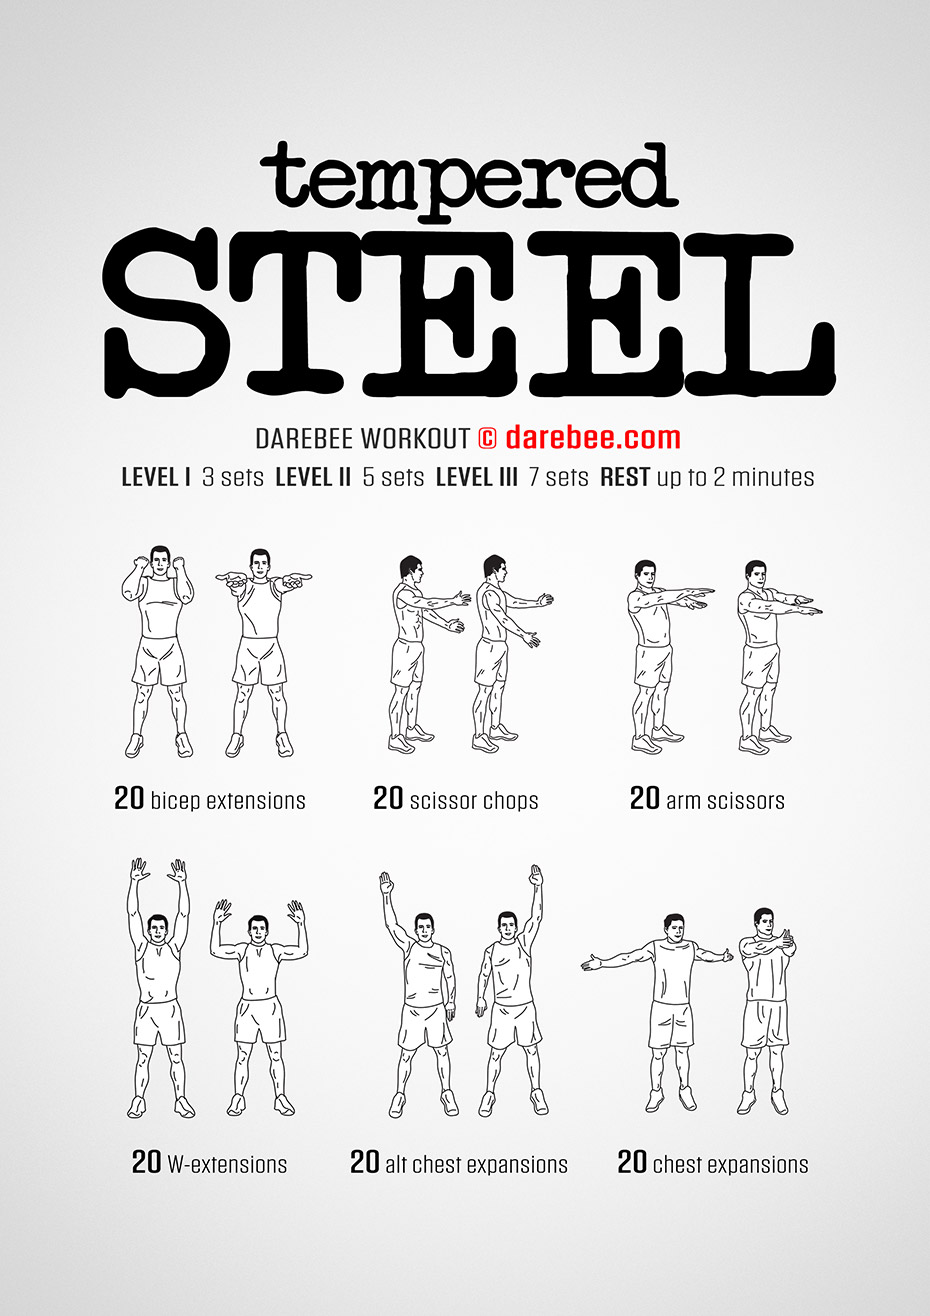 tempered
STEEL
DAREBEE WORKOUT © darebee.com
LEVEL I 3 sets LEVEL II 5 sets LEVEL III 7 sets REST up to 2 minutes
20 bicep extensions
20 scissor chops
20 arm scissors
20 W-extensions
20 alt chest expansions
20 chest expansions